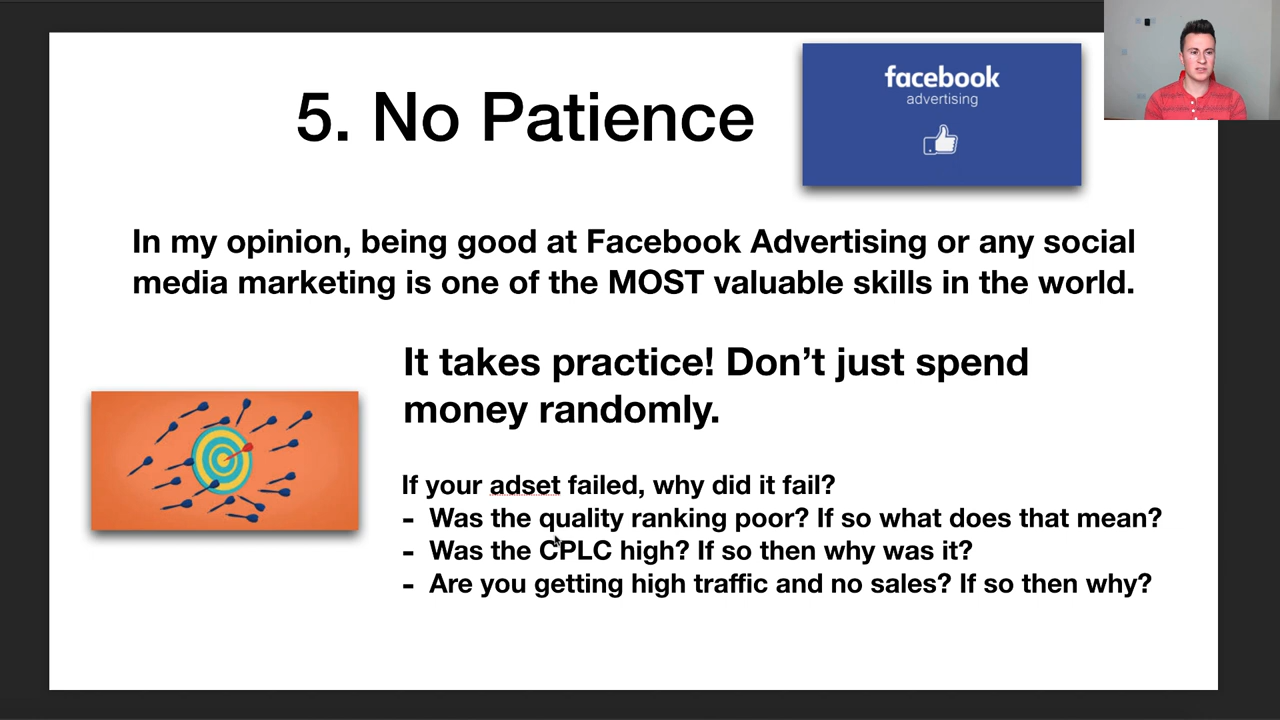 5. No Patience
facebook
advertising
In my opinion, being good at Facebook Advertising or any social
media marketing is one of the MOST valuable skills in the world.
It takes practice! Don’t just spend
money randomly.
If your adset failed, why did it fail?
- Was the quality ranking poor? If so what does that mean?
- Was the CPLC high? If so then why was it?
- Are you getting high traffic and no sales? If so then why?